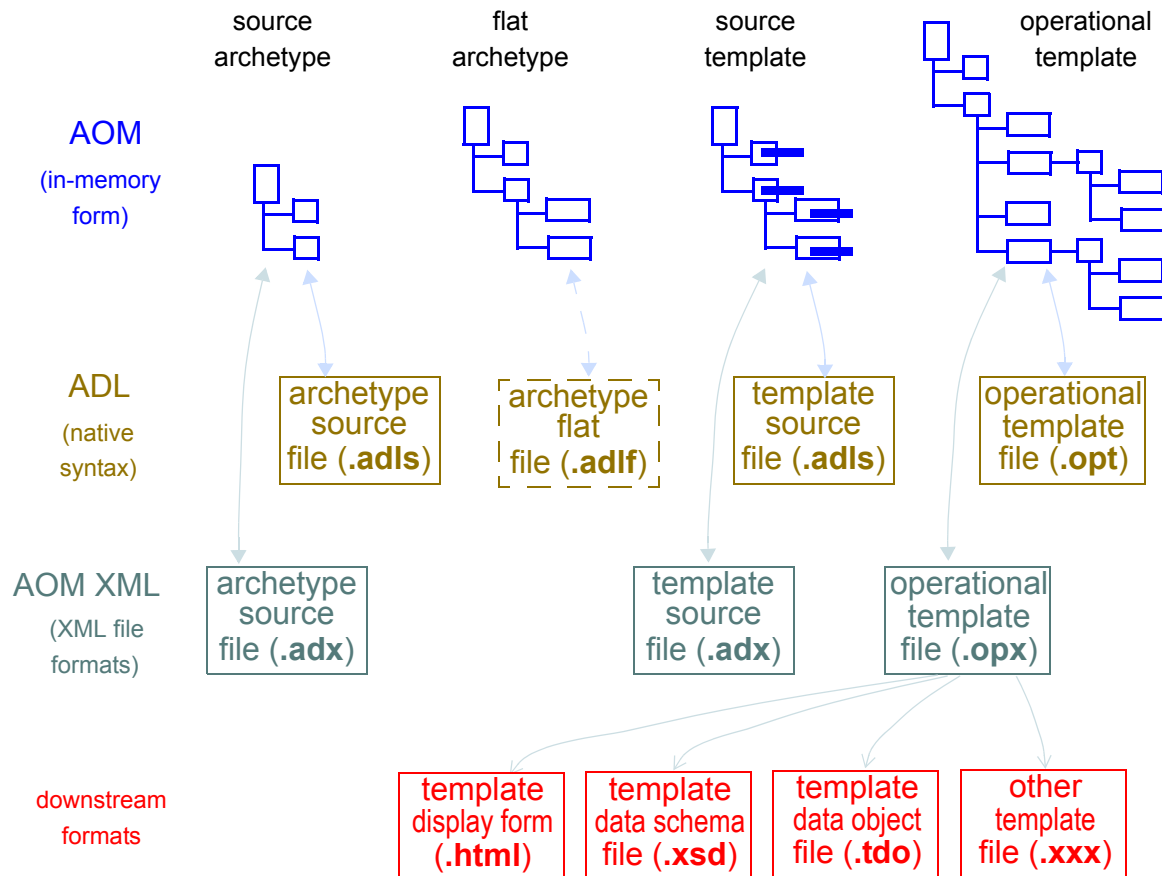 source
archetype
flat
archetype
source
template
operational
template
AOM
(in-memory
form)
ADL
(native
syntax)
archetype
source
file (.adls)
archetype
flat
file (.adlf)
template
source
file (.adls)
operational
template
file (.opt)
AOM XML
(XML file
formats)
archetype
source
file (.adx)
template
source
file (.adx)
operational
template
file (.opx)
downstream
formats
template
display form
(.html)
template
data schema
file (.xsd)
template
data object
file (.tdo)
other
template
file (.xxx)